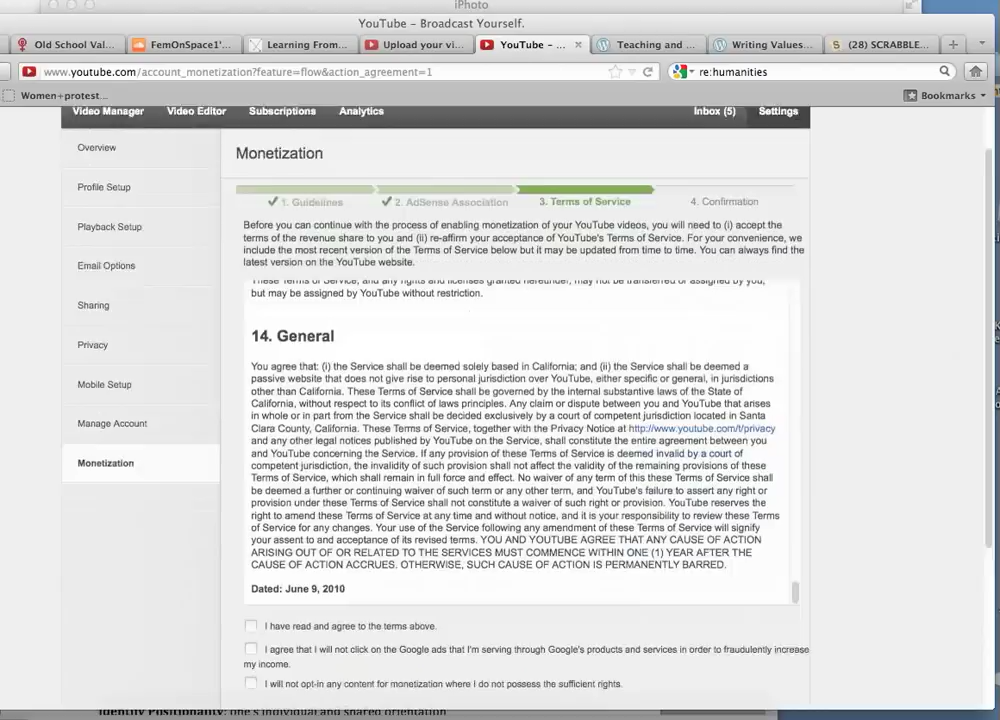 iPhoto
YouTube - Broadcast Yourself.
Old School Val... FemOnSpace1'... Learning From... Upload your vi... YouTube - ... Teaching and ... Writing Values... (28) SCRABBLE...
www.youtube.com/account_monetization?feature=flow&action_agreement=1 re:humanities
Women+protest... Bookmarks
Video Manager Video Editor Subscriptions Analytics Inbox (5) Settings
Overview
Profile Setup
Playback Setup
Email Options
Sharing
Privacy
Mobile Setup
Manage Account
Monetization
Monetization
1. Guidelines 2. AdSense Association 3. Terms of Service 4. Confirmation
Before you can continue with the process of enabling monetization of your YouTube videos, you will need to (i) accept the
terms of the revenue share to you and (ii) re-affirm your acceptance of YouTube's Terms of Service. For your convenience, we
include the most recent version of the Terms of Service below but it may be updated from time to time. You can always find the
latest version on the YouTube website.
These Terms of Service, and any rights and licenses granted hereunder, may not be transferred or assigned by you,
but may be assigned by YouTube without restriction.
14. General
You agree that: (i) the Service shall be deemed solely based in California; and (ii) the Service shall be deemed a
passive website that does not give rise to personal jurisdiction over YouTube, either specific or general, in jurisdictions
other than California. These Terms of Service shall be governed by the internal substantive laws of the State of
California, without respect to its conflict of laws principles. Any claim or dispute between you and YouTube that arises
in whole or in part from the Service shall be decided exclusively by a court of competent jurisdiction located in Santa
Clara County, California. These Terms of Service, together with the Privacy Notice at http://www.youtube.com/t/privacy
and any other legal notices published by YouTube on the Service, shall constitute the entire agreement between you
and YouTube concerning the Service. If any provision of these Terms of Service is deemed invalid by a court of
competent jurisdiction, the invalidity of such provision shall not affect the validity of the remaining provisions of these
Terms of Service, which shall remain in full force and effect. No waiver of any term of this these Terms of Service shall
be deemed a further or continuing waiver of such term or any other term, and YouTube's failure to assert any right or
provision under these Terms of Service shall not constitute a waiver of such right or provision. YouTube reserves the
right to amend these Terms of Service at any time and without notice, and it is your responsibility to review these Terms
of Service for any changes. Your use of the Service following any amendment of these Terms of Service will signify
your assent to and acceptance of its revised terms. YOU AND YOUTUBE AGREE THAT ANY CAUSE OF ACTION
ARISING OUT OF OR RELATED TO THE SERVICES MUST COMMENCE WITHIN ONE (1) YEAR AFTER THE
CAUSE OF ACTION ACCRUES. OTHERWISE, SUCH CAUSE OF ACTION IS PERMANENTLY BARRED.
Dated: June 9, 2010
I have read and agree to the terms above.
I agree that I will not click on the Google ads that I'm serving through Google's products and services in order to fraudulently increase
my income.
I will not opt-in any content for monetization where I do not possess the sufficient rights.
Identity Positionality: one's individual and shared orientation